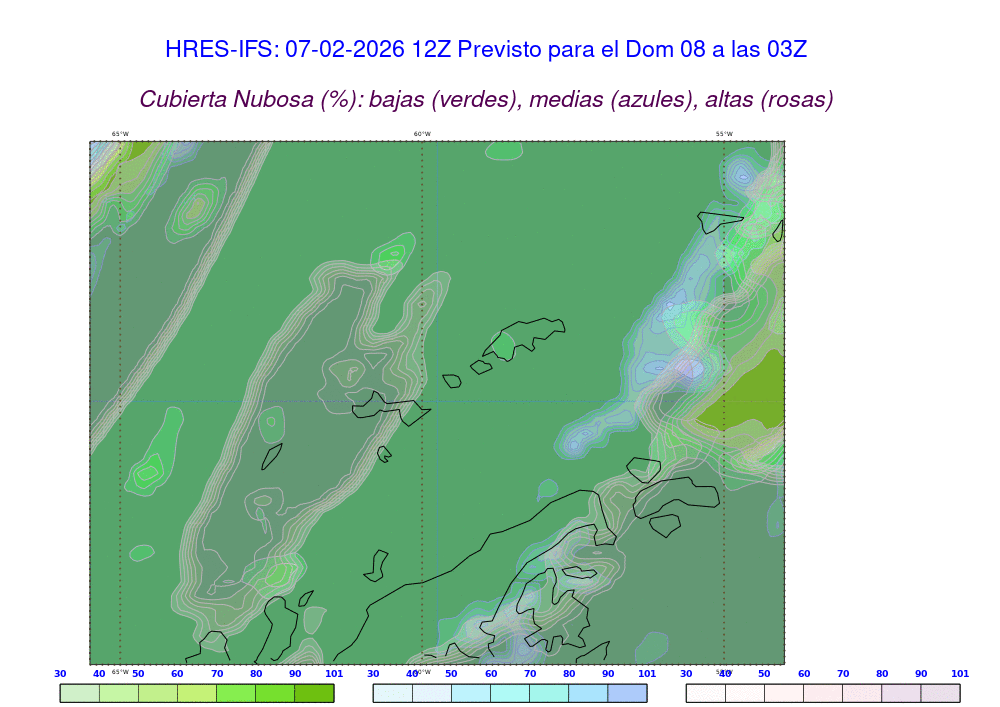 HRES-IFS: 07-02-2026 12Z Previsto para el Dom 08 a las 03Z
Cubierta Nubosa (%): bajas (verdes), medias (azules), altas (rosas)
65°W 60°W 55°W
65°W
30 40 50 60 70 80 90 101 30 40 50 60 70 80 90 101 30 40 50 60 70 80 90 101